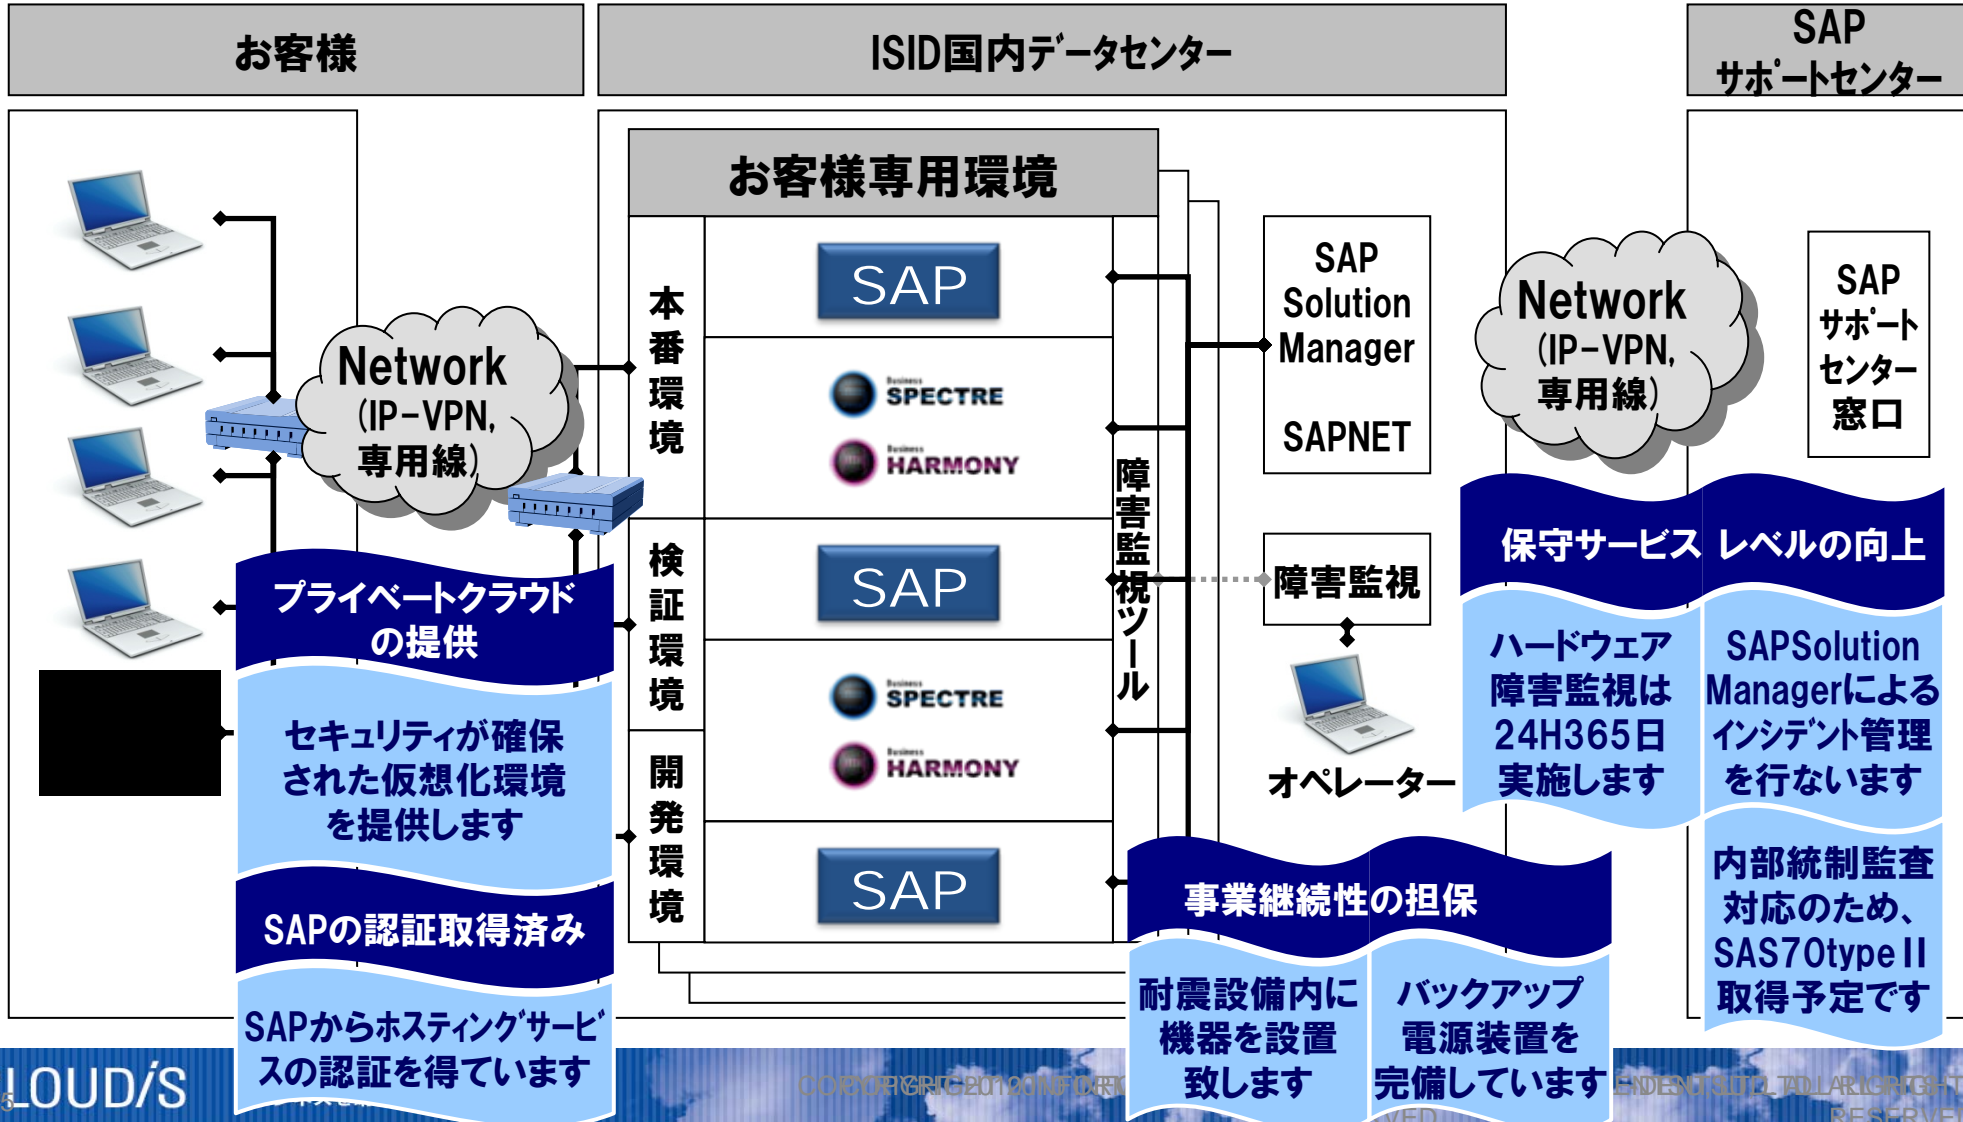 お客様
ISID国内データセンター
SAP
サポートセンター
お客様専用環境
本番環境
SAP
Business
SPECTRE
Business
HARMONY
検証環境
SAP
Business
SPECTRE
Business
HARMONY
開発環境
SAP
障害監視ツール
Network
(IP-VPN,
専用線)
SAP
Solution
Manager
SAPNET
障害監視
オペレーター
Network
(IP-VPN,
専用線)
SAP
サポート
センター
窓口
プライベートクラウド
の提供
セキュリティが確保
された仮想化環境
を提供します
SAPの認証取得済み
SAPからホスティングサービ
スの認証を得ています
保守サービス レベルの向上
ハードウェア
障害監視は
24H365日
実施します
SAPSolution
Managerによる
インシデント管理
を行ないます
内部統制監査
対応のため、
SAS70typeⅡ
取得予定です
事業継続性の担保
耐震設備内に
機器を設置
致します
バックアップ
電源装置を
完備しています
LOUDiS
5